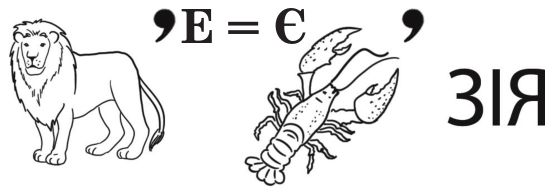 ❜Е = Є ❜
ЗІЯ